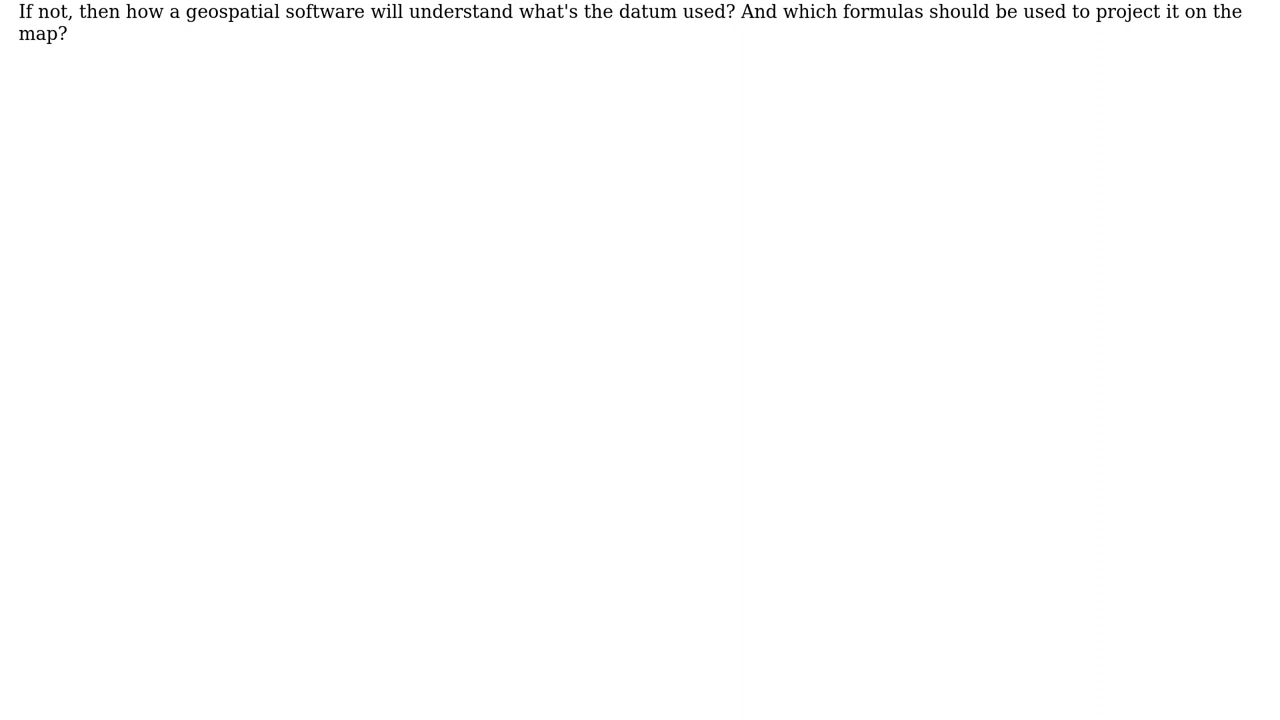 If not, then how a geospatial software will understand what's the datum used? And which formulas should be used to project it on the
map?